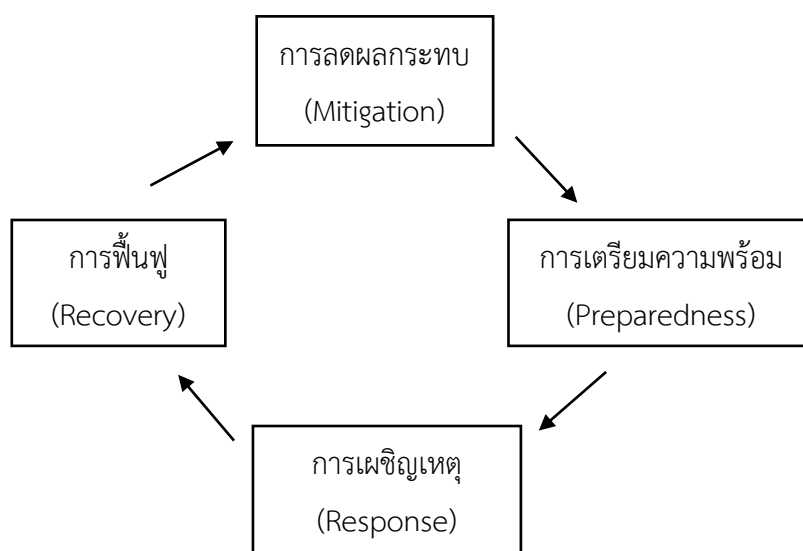 การลดผลกระทบ
(Mitigation)
การฟื้นฟู
(Recovery)
การเตรียมความพร้อม
(Preparedness)
การเผชิญเหตุ
(Response)